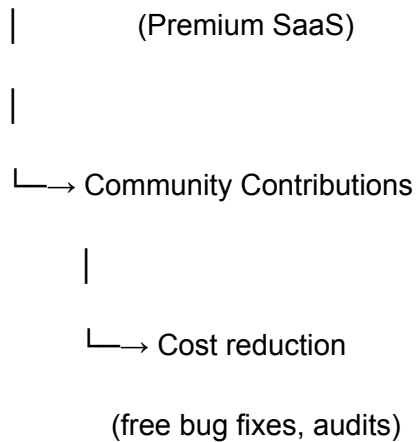 │ (Premium SaaS)
│
└─→ Community Contributions
│
└─→ Cost reduction
(free bug fixes, audits)